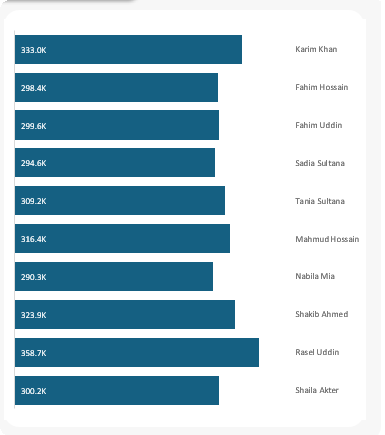 333.0K Karim Khan
298.4K Fahim Hossain
299.6K Fahim Uddin
294.6K Sadia Sultana
309.2K Tania Sultana
316.4K Mahmud Hossain
290.3K Nabila Mia
323.9K Shakib Ahmed
358.7K Rasel Uddin
300.2K Shaila Akter